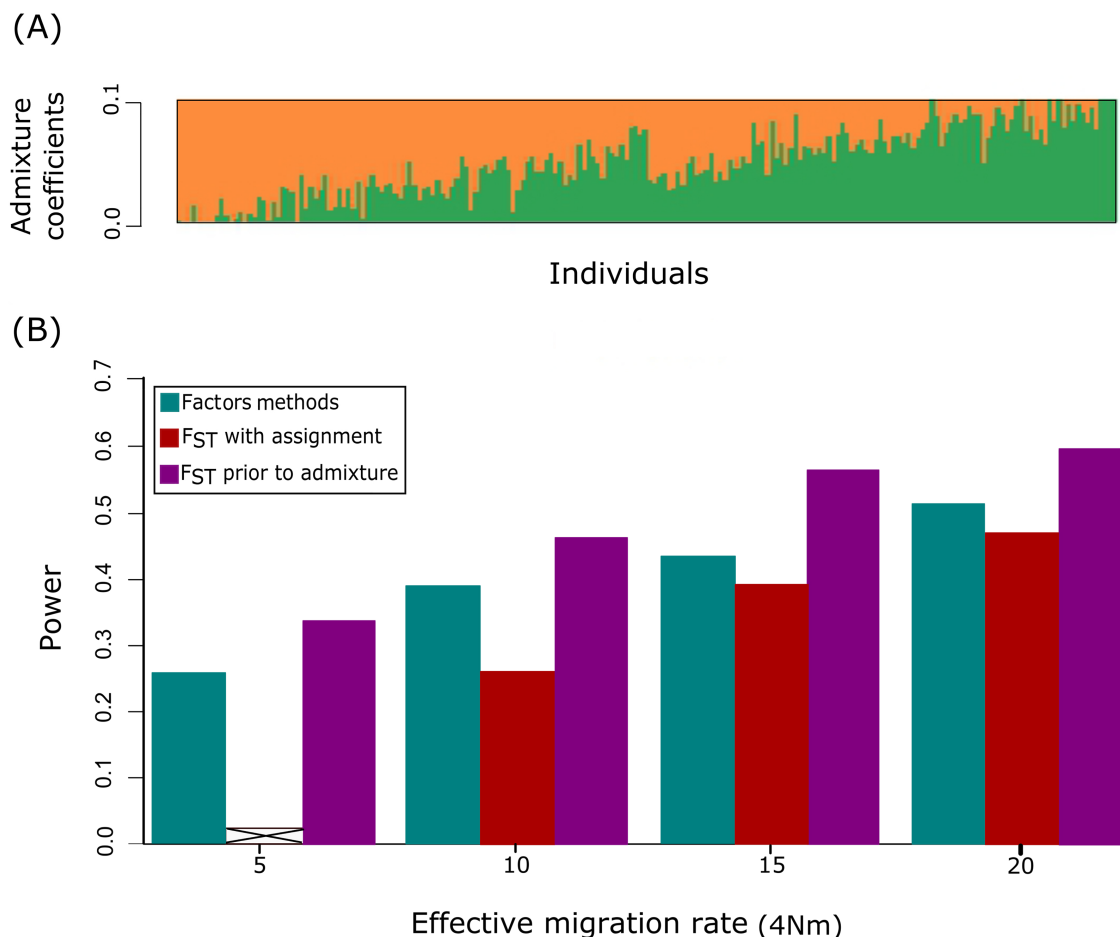 (A)
Admixture
coefficients
0.1
0.0
Individuals
(B)
Power
0.7
0.6
0.5
0.4
0.3
0.2
0.1
0.0
Factors methods
FST with assignment
FST prior to admixture
5 10 15 20
Effective migration rate (4Nm)